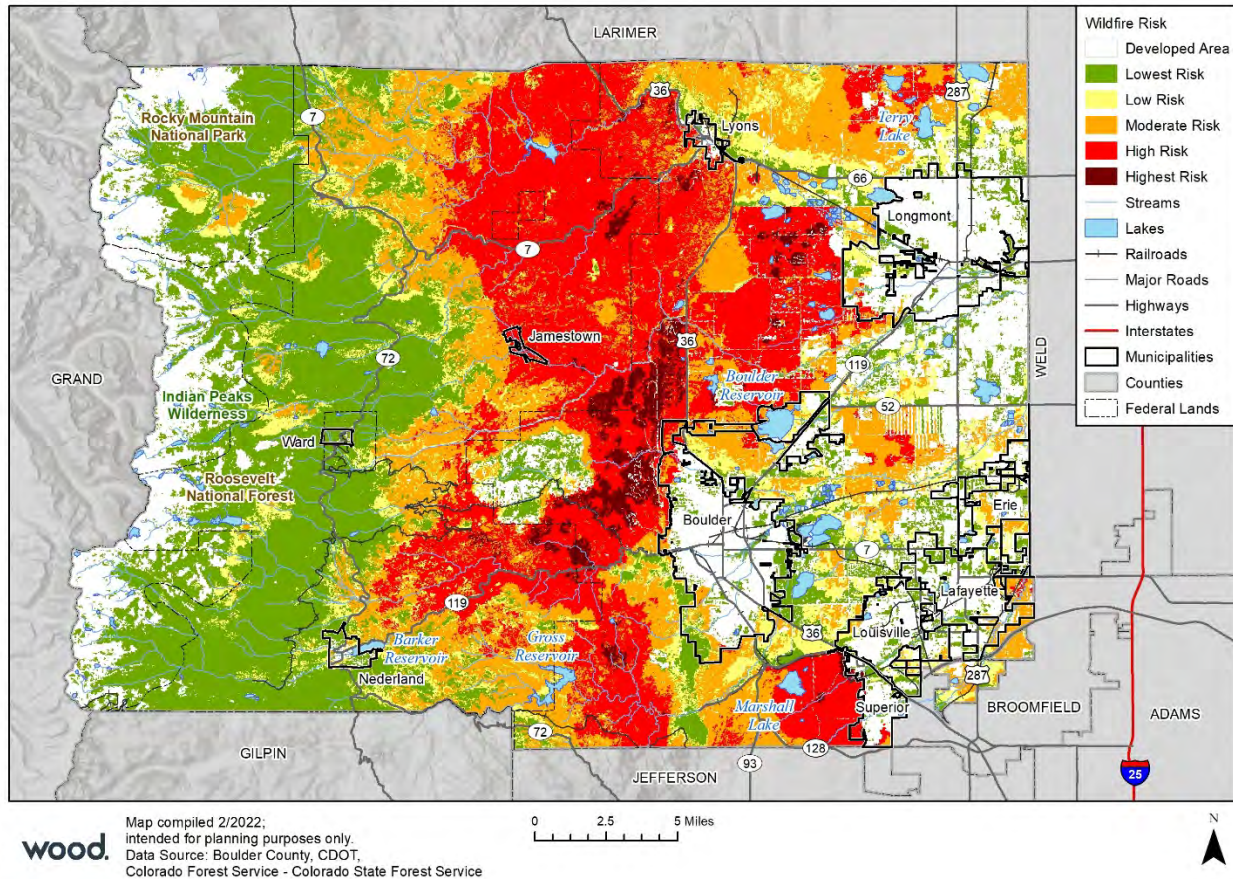 LARIMER
Rocky Mountain
National Park
7
36
Lyons
Terry
Lake
287
66
Longmont
7
Jamestown
36
72
119
GRAND
WELD
Indian Peaks
Wilderness
Boulder
Reservoir
52
Ward
Roosevelt
National Forest
Boulder
Erie
7
119
Lafayette
Barker
Reservoir
Gross
Reservoir
36
Louisville
Nederland
287
Marshall
Lake
Superior
BROOMFIELD
ADAMS
72
128
GILPIN
JEFFERSON
93
25
Wildfire Risk
Developed Area
Lowest Risk
Low Risk
Moderate Risk
High Risk
Highest Risk
Streams
Lakes
Railroads
Major Roads
Highways
Interstates
Municipalities
Counties
Federal Lands
wood.
Map compiled 2/2022;
intended for planning purposes only.
Data Source: Boulder County, CDOT,
Colorado Forest Service - Colorado State Forest Service
0 2.5 5 Miles
N